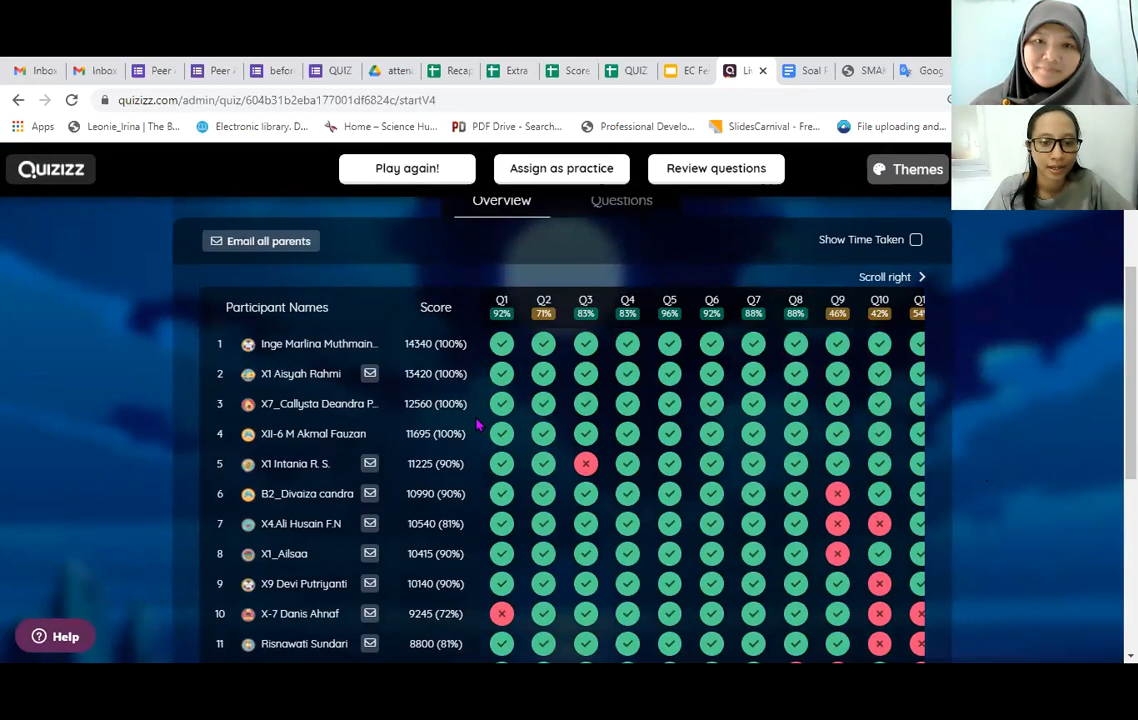 Inbo
Inbo
Peer
Peer
befor
QUIZ
atten
Recap
Extra
Score
QUIZ
EC Fe
Li
Soal
SMA
Goog
quizizz.com/admin/quiz/604b31b2eba177001df6824c/startV4
Apps
Leonie_Irina | The B...
Electronic library. D...
Home – Science Hu...
PDF Drive - Search...
Professional Develo...
SlidesCarnival - Fre...
File uploading and...
QUIZIZZ
Play again!
Assign as practice
Review questions
Themes
Overview
Questions
Email all parents
Show Time Taken
Scroll right
Participant Names Score Q1 Q2 Q3 Q4 Q5 Q6 Q7 Q8 Q9 Q10 Q1
92% 71% 83% 83% 96% 92% 88% 88% 46% 42% 54
1 Inge Marlina Muthmain... 14340 (100%)
2 X1 Aisyah Rahmi 13420 (100%)
3 X7_Callysta Deandra P... 12560 (100%)
4 XII-6 M Akmal Fauzan 11695 (100%)
5 X1 Intania R. S. 11225 (90%)
6 B2_Divaiza candra 10990 (90%)
7 X4.Ali Husain F.N 10540 (81%)
8 X1_Ailsaa 10415 (90%)
9 X9 Devi Putriyanti 10140 (90%)
10 X-7 Danis Ahnaf 9245 (72%)
11 Risnawati Sundari 8800 (81%)
Help